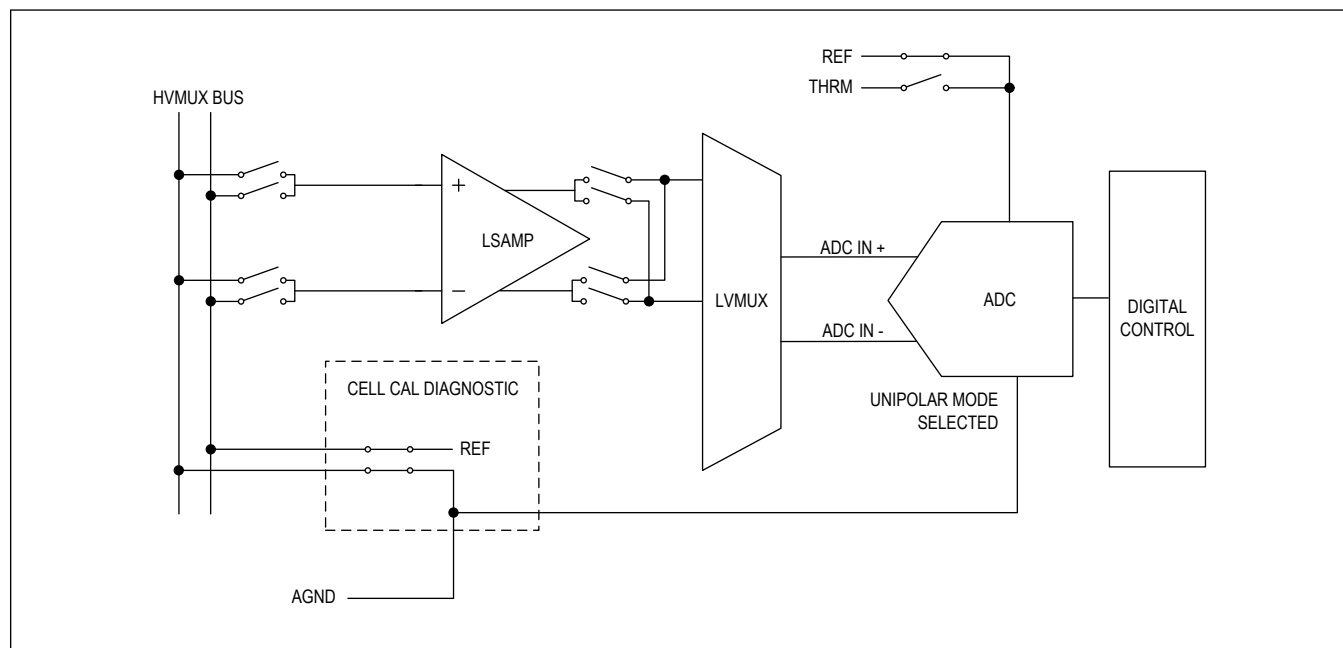 REF
THRM
HVMUX BUS
+
LSAMP
−
LVMUX
ADC IN +
ADC IN -
ADC
DIGITAL
CONTROL
UNIPOLAR MODE
SELECTED
CELL CAL DIAGNOSTIC
REF
AGND